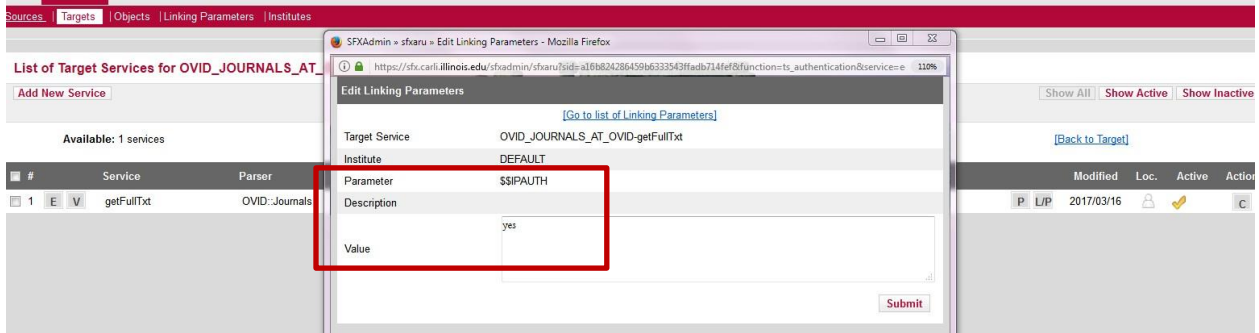 Sources | Targets | Objects | Linking Parameters | Institutes
SFXAdmin » sfxaru » Edit Linking Parameters - Mozilla Firefox
https://sfx.carli.illinois.edu/sfxadmin/sfxaru?sid=a16b824286459b6333543ffadb714fef&function=ts_authentication&service=e 110%
List of Target Services for OVID_JOURNALS_AT_
Edit Linking Parameters
Add New Service
Show All Show Active Show Inactive
[Go to list of Linking Parameters]
Available: 1 services
Target Service OVID_JOURNALS_AT_OVID-getFullTxt
[Back to Target]
Institute DEFAULT
# Service Parser
Parameter $$IPAUTH
Modified Loc. Active Action
1 E V getFullTxt OVID::Journals
Description
P L/P 2017/03/16 C
Value yes
Submit